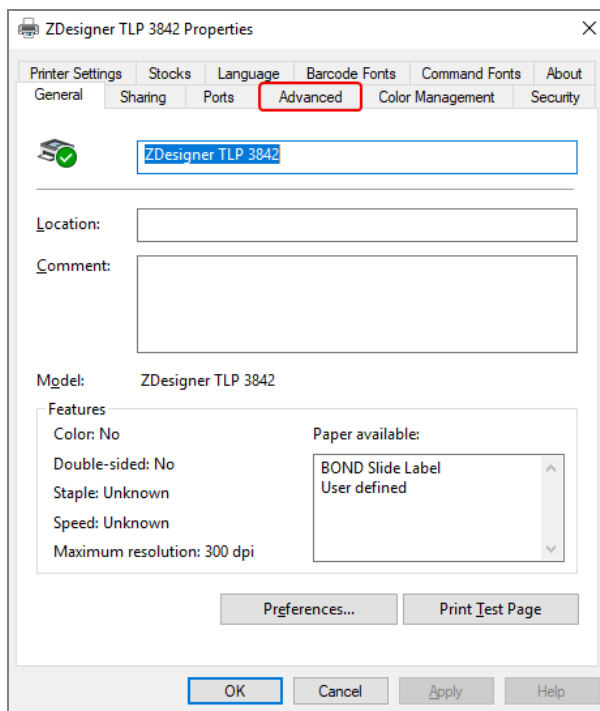 ZDesigner TLP 3842 Properties
Printer Settings Stocks Language Barcode Fonts Command Fonts About
General Sharing Ports Advanced Color Management Security
ZDesigner TLP 3842
Location:
Comment:
Model: ZDesigner TLP 3842
Features
Color: No
Paper available:
Double-sided: No
BOND Slide Label
Staple: Unknown
User defined
Speed: Unknown
Maximum resolution: 300 dpi
Preferences... Print Test Page
OK Cancel Apply Help